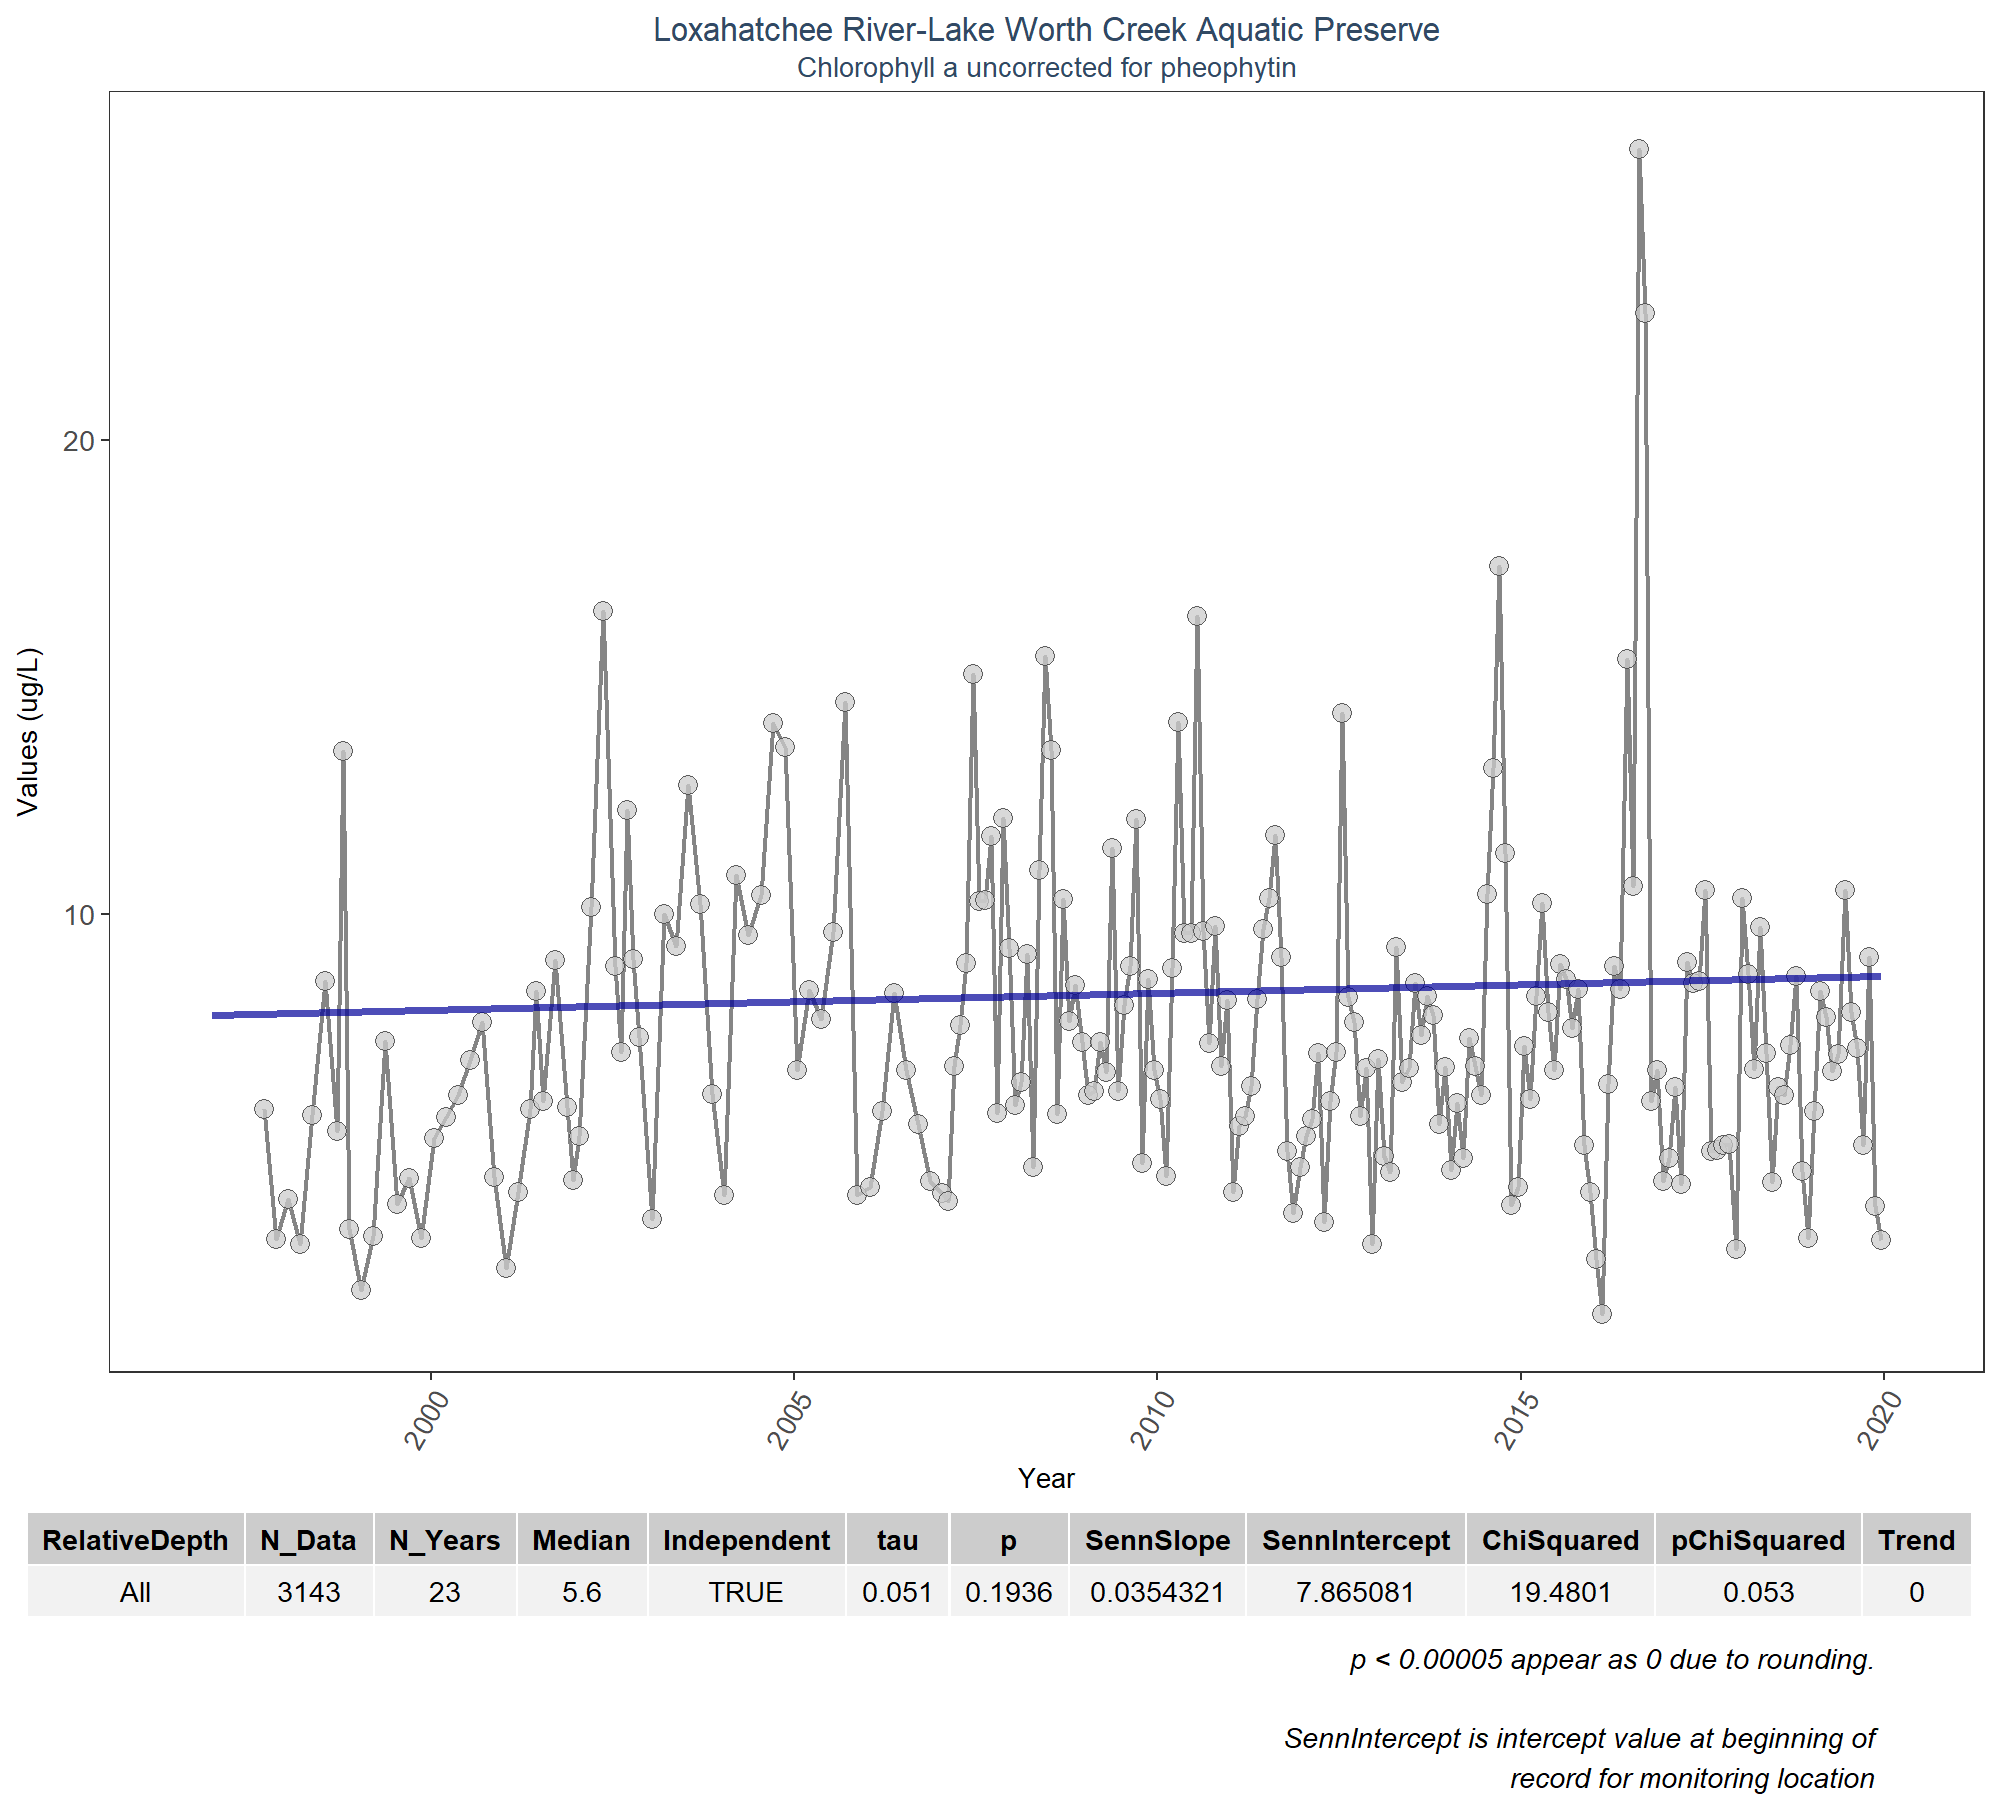 Loxahatchee River-Lake Worth Creek Aquatic Preserve
Chlorophyll a uncorrected for pheophytin
Values (ug/L)
20
10
2000 2005 2010 2015 2020
Year
RelativeDepth N_Data N_Years Median Independent tau p SennSlope SennIntercept ChiSquared pChiSquared Trend
All 3143 23 5.6 TRUE 0.051 0.1936 0.0354321 7.865081 19.4801 0.053 0
p < 0.00005 appear as 0 due to rounding.
SennIntercept is intercept value at beginning of
record for monitoring location